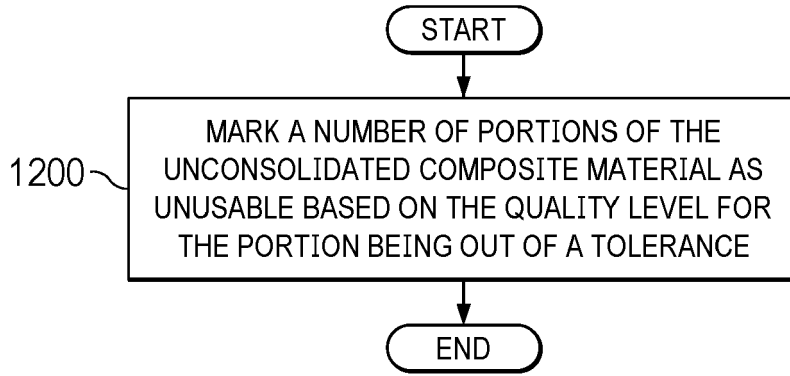 START
1200
MARK A NUMBER OF PORTIONS OF THE
UNCONSOLIDATED COMPOSITE MATERIAL AS
UNUSABLE BASED ON THE QUALITY LEVEL FOR
THE PORTION BEING OUT OF A TOLERANCE
END